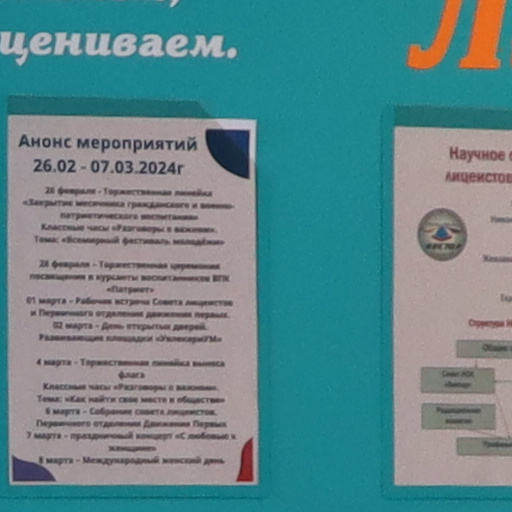 цениваем.
Анонс мероприятий
26.02 - 07.03.2024г
26 февраля - Торжественная линейка
«Закрытие месячника гражданского и военно-
патриотического воспитания»
Классные часы «Разговоры о важном».
Тема: «Всемирный фестиваль молодёжи»
28 февраля - Торжественная церемония
посвящения в курсанты воспитанников ВПК
«Патриот»
01 марта - Рабочая встреча Совета лицеистов
и Первичного отделения движения первых.
02 марта - День открытых дверей.
Развивающие площадки «УвлекариУМ»
4 марта - Торжественная линейка выноса
флага
Классные часы «Разговоры о важном».
Тема: «Как найти свое место в обществе»
6 марта - Собрание совета лицеистов.
Первичного отделения Движения Первых
7 марта - праздничный концерт «С любовью к
женщине»
8 марта - Международный женский день
Л
Научное
лицеистов
Структура